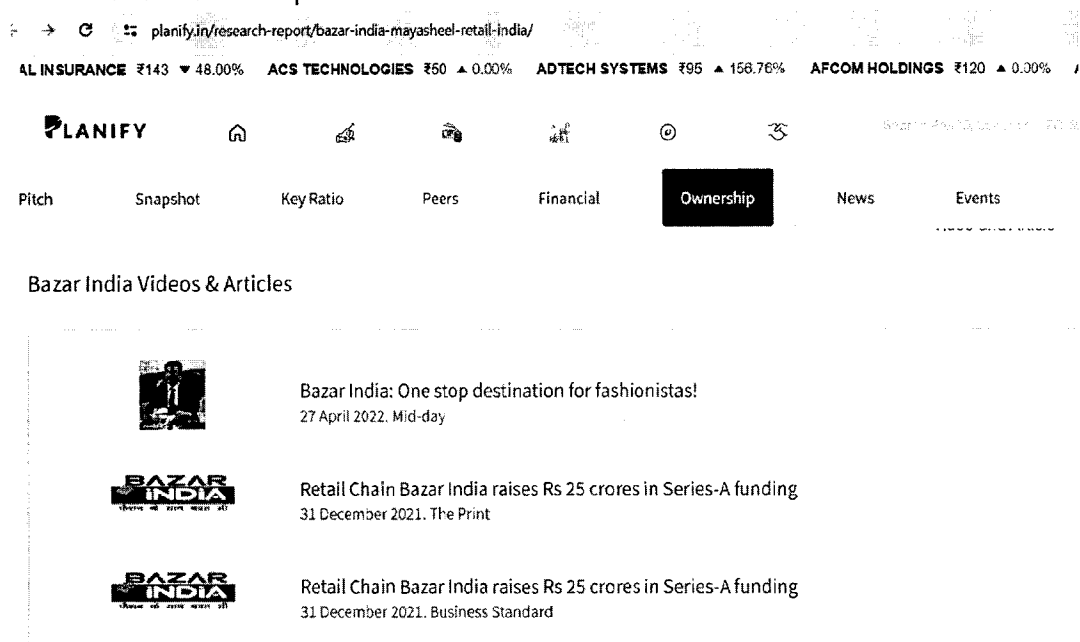 planify.in/research-report/bazar-india-mayasheel-retail-india/
AL INSURANCE ₹143 ▼ 48.00% ACS TECHNOLOGIES ₹50 ▲ 0.00% ADTECH SYSTEMS ₹95 ▲ 156.76% AFCOM HOLDINGS ₹120 ▲ 0.00%
PLANIFY
Pitch Snapshot Key Ratio Peers Financial Ownership News Events
Bazar India Videos & Articles
Bazar India: One stop destination for fashionistas!
27 April 2022. Mid-day
BAZAR
INDIA
Retail Chain Bazar India raises Rs 25 crores in Series-A funding
31 December 2021. The Print
BAZAR
INDIA
Retail Chain Bazar India raises Rs 25 crores in Series-A funding
31 December 2021. Business Standard